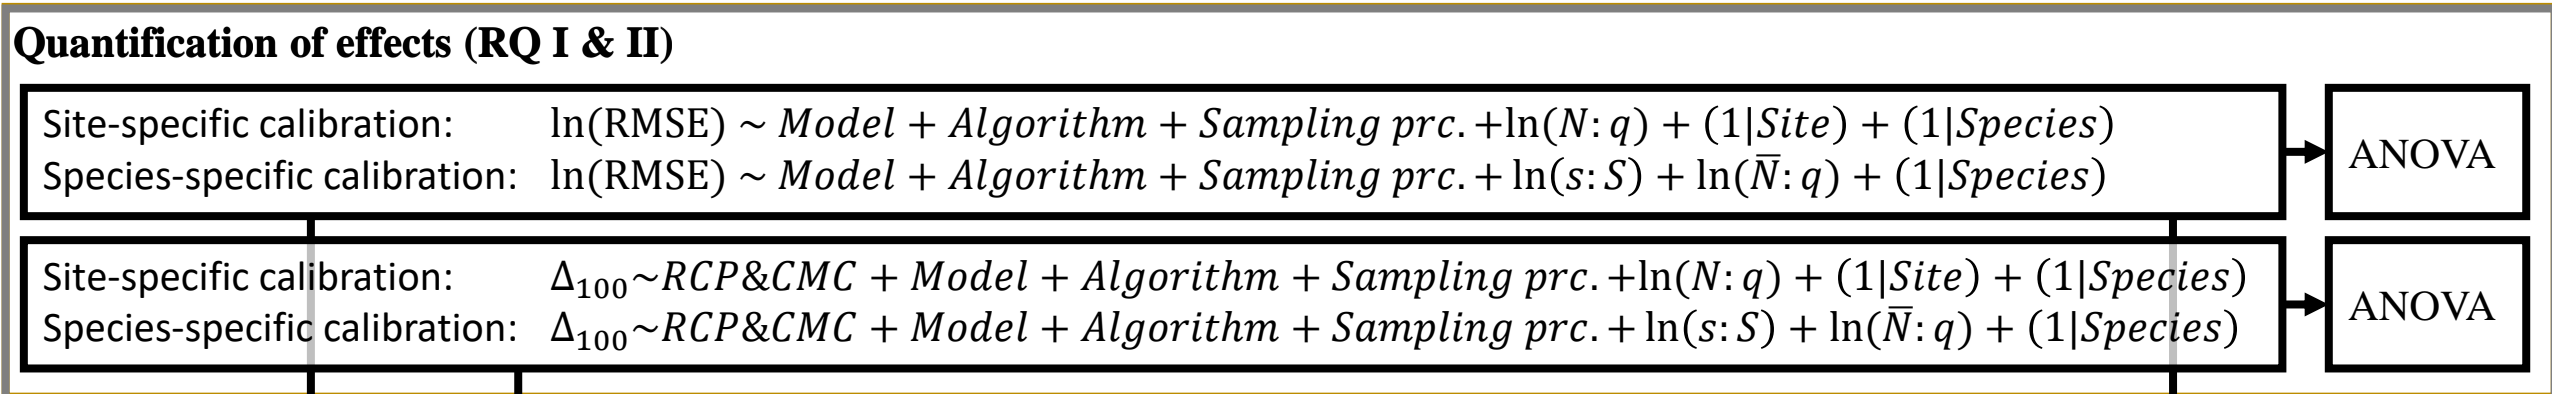 Quantification of effects (RQ I & II)
Site-specific calibration: ln(RMSE) ~ Model + Algorithm + Sampling prc. +ln(N: q) + (1|Site) + (1|Species)
Species-specific calibration: ln(RMSE) ~ Model + Algorithm + Sampling prc. + ln(s: S) + ln(N̅: q) + (1|Species)
ANOVA
Site-specific calibration: Δ₁₀₀~RCP&CMC + Model + Algorithm + Sampling prc. +ln(N: q) + (1|Site) + (1|Species)
Species-specific calibration: Δ₁₀₀~RCP&CMC + Model + Algorithm + Sampling prc. + ln(s: S) + ln(N̅: q) + (1|Species)
ANOVA